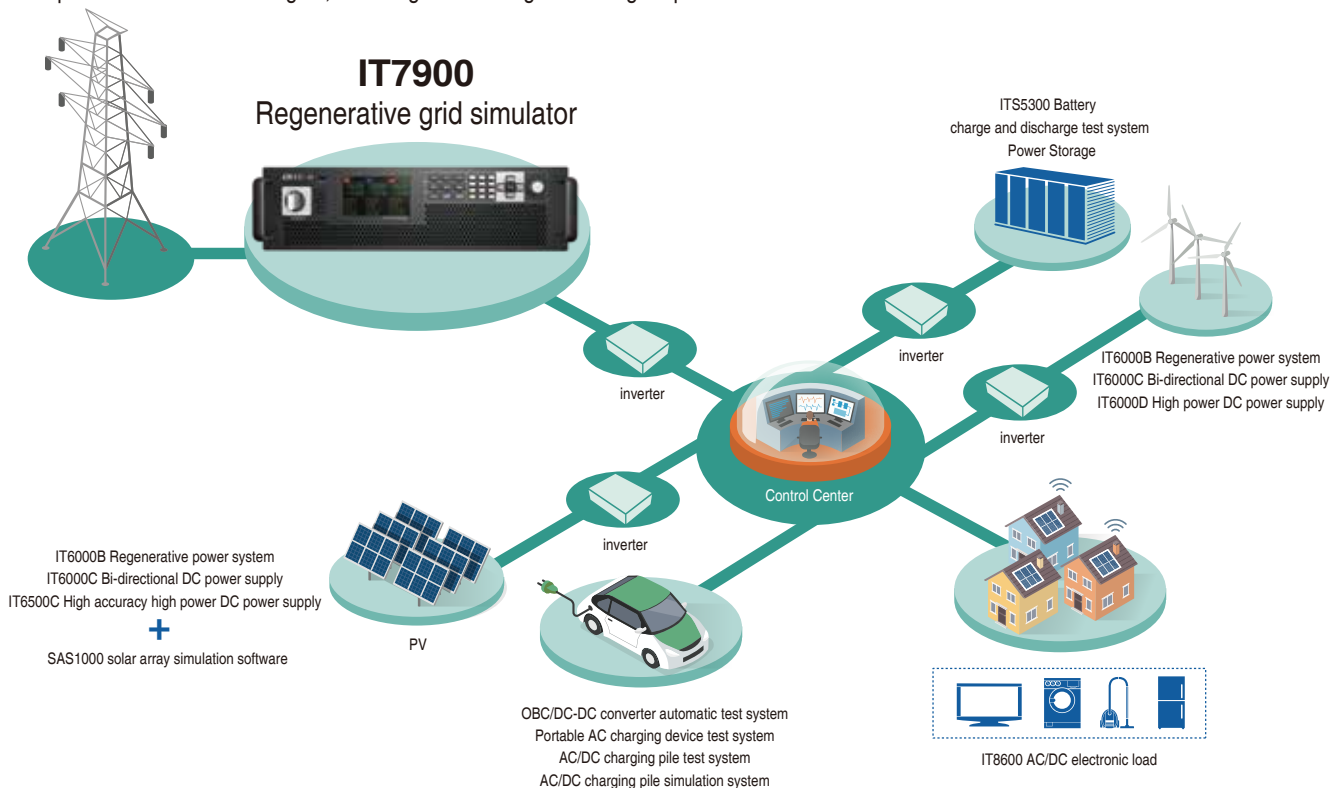 IT7900
Regenerative grid simulator
ITS5300 Battery
charge and discharge test system
Power Storage
inverter
IT6000B Regenerative power system
IT6000C Bi-directional DC power supply
IT6000D High power DC power supply
inverter
inverter
Control Center
inverter
IT6000B Regenerative power system
IT6000C Bi-directional DC power supply
IT6500C High accuracy high power DC power supply
+
SAS1000 solar array simulation software
PV
OBC/DC-DC converter automatic test system
Portable AC charging device test system
AC/DC charging pile test system
AC/DC charging pile simulation system
IT8600 AC/DC electronic load